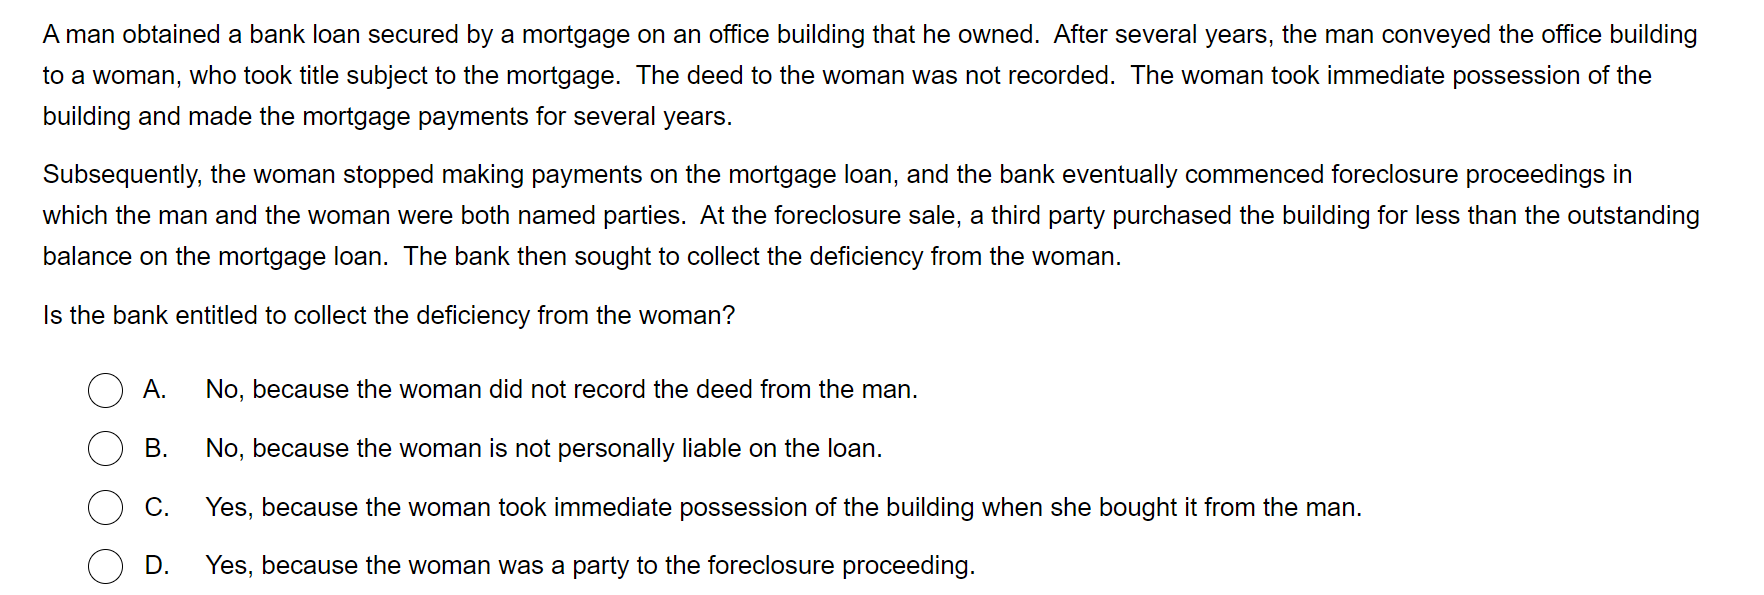 A man obtained a bank loan secured by a mortgage on an office building that he owned.  After several years, the man conveyed the office building
to a woman, who took title subject to the mortgage.  The deed to the woman was not recorded.  The woman took immediate possession of the
building and made the mortgage payments for several years.
Subsequently, the woman stopped making payments on the mortgage loan, and the bank eventually commenced foreclosure proceedings in
which the man and the woman were both named parties.  At the foreclosure sale, a third party purchased the building for less than the outstanding
balance on the mortgage loan.  The bank then sought to collect the deficiency from the woman.
Is the bank entitled to collect the deficiency from the woman?
A. No, because the woman did not record the deed from the man.
B. No, because the woman is not personally liable on the loan.
C. Yes, because the woman took immediate possession of the building when she bought it from the man.
D. Yes, because the woman was a party to the foreclosure proceeding.